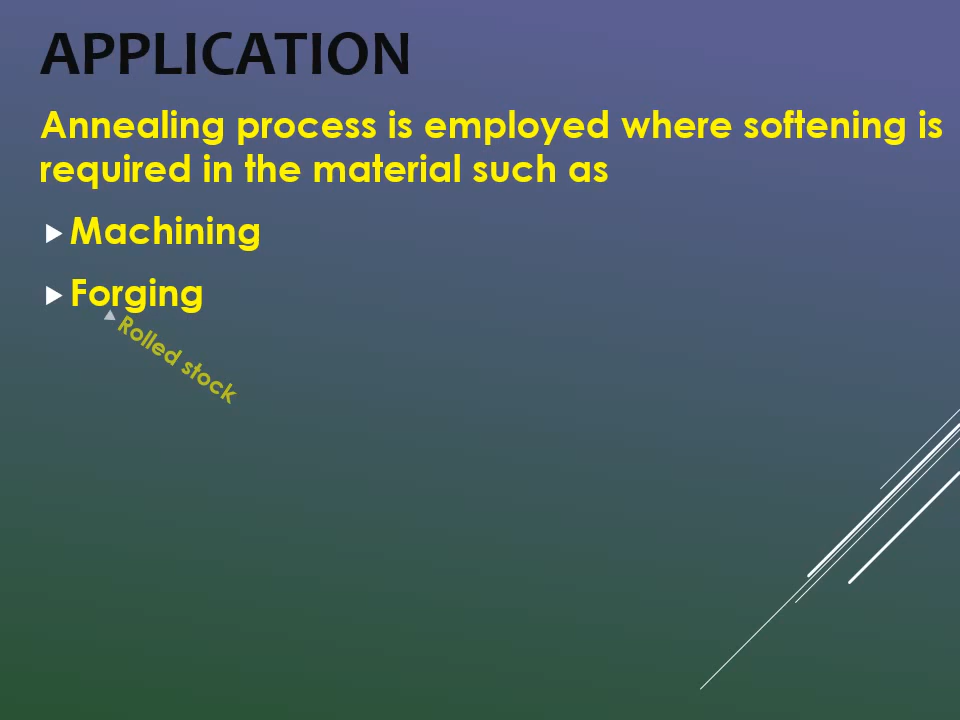 APPLICATION
Annealing process is employed where softening is
required in the material such as
Machining
Forging
Rolled stock